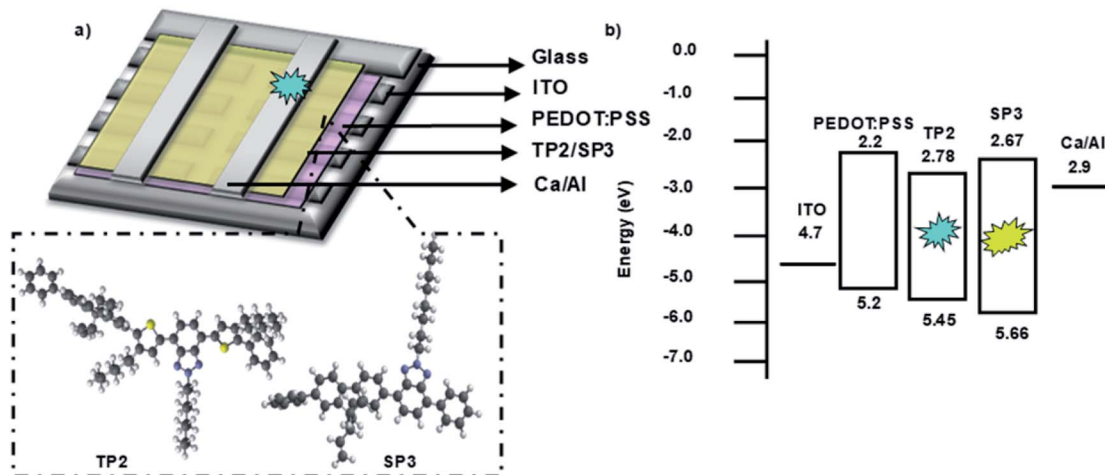 a)
Glass
ITO
PEDOT:PSS
TP2/SP3
Ca/Al
TP2
SP3
b)
Energy (eV)
0.0
-1.0
-2.0
-3.0
-4.0
-5.0
-6.0
-7.0
ITO
4.7
PEDOT:PSS
2.2
5.2
TP2
2.78
5.45
SP3
2.67
5.66
Ca/Al
2.9